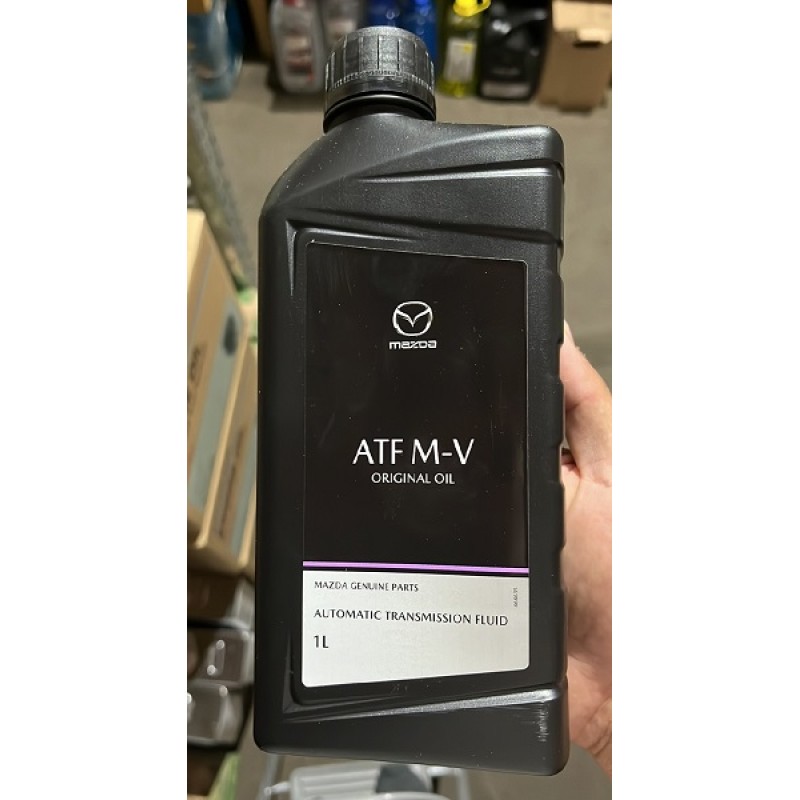 mazda
ATF M-V
ORIGINAL OIL
MAZDA GENUINE PARTS
AUTOMATIC TRANSMISSION FLUID
1L